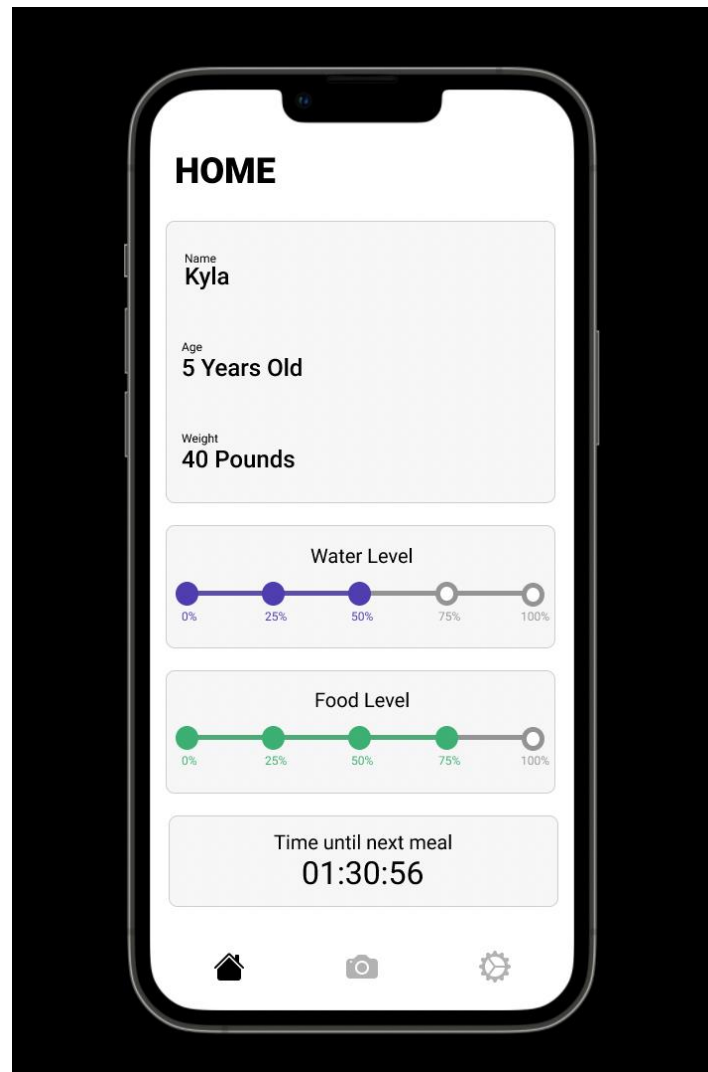 HOME
Name
Kyla
Age
5 Years Old
Weight
40 Pounds
Water Level
0% 25% 50% 75% 100%
Food Level
0% 25% 50% 75% 100%
Time until next meal
01:30:56